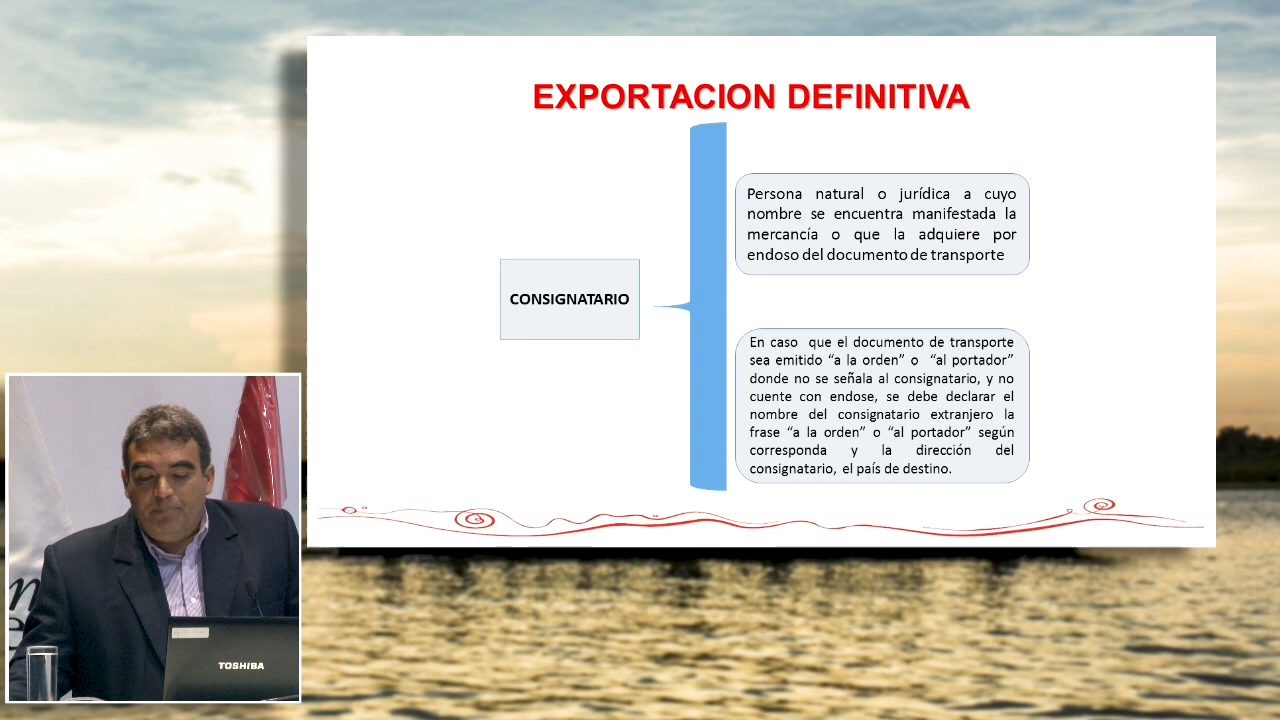 EXPORTACION DEFINITIVA
CONSIGNATARIO
Persona natural o jurídica a cuyo
nombre se encuentra manifestada la
mercancía o que la adquiere por
endoso del documento de transporte
En caso que el documento de transporte
sea emitido “a la orden” o “al portador”
donde no se señala al consignatario, y no
cuente con endose, se debe declarar el
nombre del consignatario extranjero la
frase “a la orden” o “al portador” según
corresponda y la dirección del
consignatario, el país de destino.
TOSHIBA